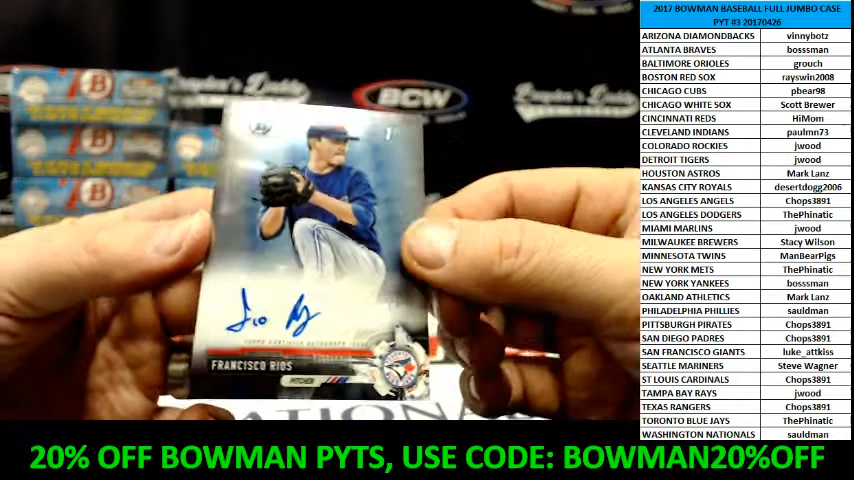 2017 BOWMAN BASEBALL FULL JUMBO CASE
PYT #3 20170426
ARIZONA DIAMONDBACKS vinnybotz
ATLANTA BRAVES bosssman
BALTIMORE ORIOLES grouch
BOSTON RED SOX rayswin2008
CHICAGO CUBS pbear98
CHICAGO WHITE SOX Scott Brewer
CINCINNATI REDS HiMom
CLEVELAND INDIANS paulmn73
COLORADO ROCKIES jwood
DETROIT TIGERS jwood
HOUSTON ASTROS Mark Lanz
KANSAS CITY ROYALS desertdogg2006
LOS ANGELES ANGELS Chops3891
LOS ANGELES DODGERS ThePhinatic
MIAMI MARLINS jwood
MILWAUKEE BREWERS Stacy Wilson
MINNESOTA TWINS ManBearPigs
NEW YORK METS ThePhinatic
NEW YORK YANKEES bosssman
OAKLAND ATHLETICS Mark Lanz
PHILADELPHIA PHILLIES sauldman
PITTSBURGH PIRATES Chops3891
SAN DIEGO PADRES Chops3891
SAN FRANCISCO GIANTS luke_attkiss
SEATTLE MARINERS Steve Wagner
ST LOUIS CARDINALS Chops3891
TAMPA BAY RAYS jwood
TEXAS RANGERS Chops3891
TORONTO BLUE JAYS ThePhinatic
WASHINGTON NATIONALS sauldman
BCW
TOPPS CERTIFIED AUTOGRAPH ISSUE
FRANCISCO RIOS
PITCHER
20% OFF BOWMAN PYTS, USE CODE: BOWMAN20%OFF